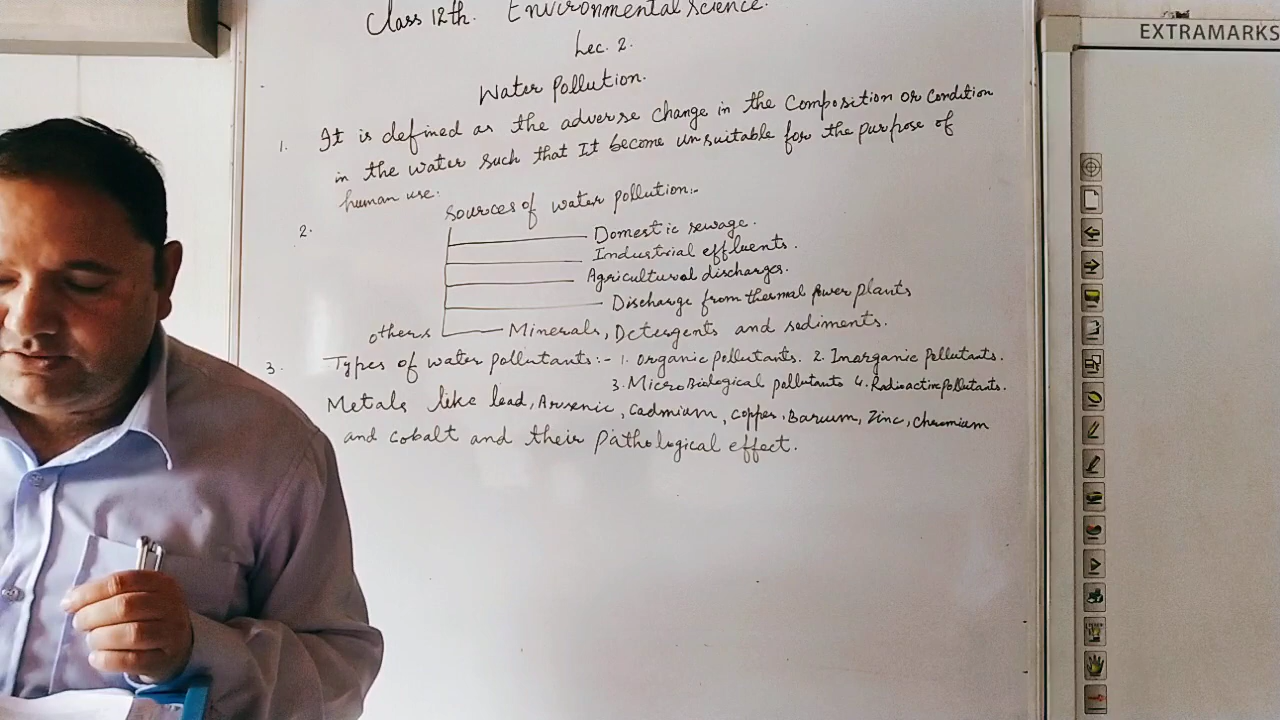 Class 12th. Environmental Science.
Lec. 2.
Water Pollution.
1. It is defined as the adverse change in the Composition or Condition
in the water such that It become unsuitable for the purpose of
human use.
2. Sources of water pollution:-
Domestic sewage.
Industrial effluents.
Agricultural discharges.
Discharge from thermal power plants
others Minerals, Detergents and sediments.
3. Types of water pollutants:- 1. Organic pollutants. 2. Inorganic Pollutants.
3. MicroBiological pollutants 4. Radioactive Pollutants.
Metals like lead, Arsenic, Cadmium, Copper, Barium, Zinc, Chromium
and cobalt and their Pathological effect.
EXTRAMARKS